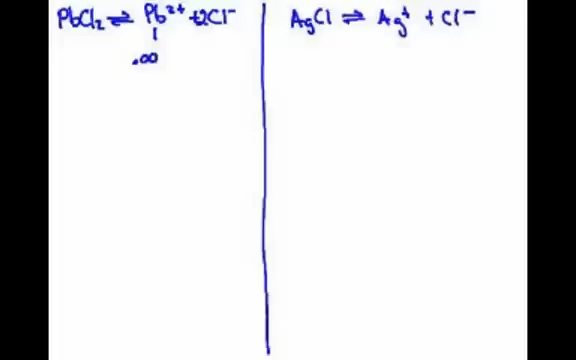 PbCl₂ ⇌ Pb²⁺ + 2Cl⁻
.00
AgCl ⇌ Ag⁺ + Cl⁻